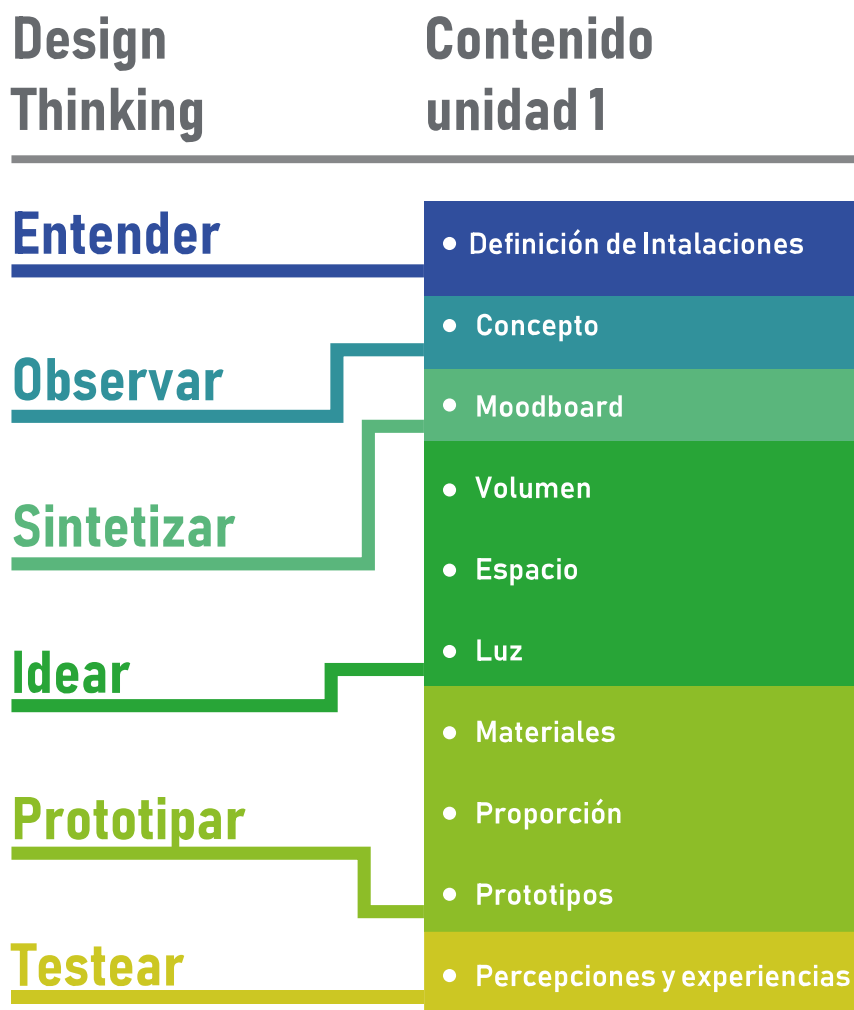 Design
Thinking
Contenido
unidad 1
Entender
• Definición de Intalaciones
Observar
• Concepto
Sintetizar
• Moodboard
Idear
• Volumen
• Espacio
• Luz
Prototipar
• Materiales
• Proporción
• Prototipos
Testear
• Percepciones y experiencias